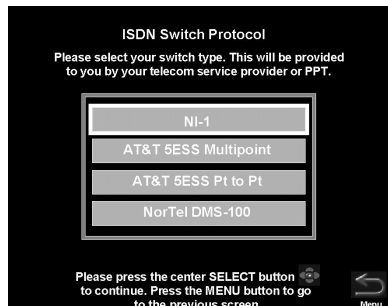 ISDN Switch Protocol
Please select your switch type. This will be provided
to you by your telecom service provider or PPT.
NI-1
AT&T 5ESS Multipoint
AT&T 5ESS Pt to Pt
NorTel DMS-100
Please press the center SELECT button
to continue. Press the MENU button to go
to the previous screen
Menu